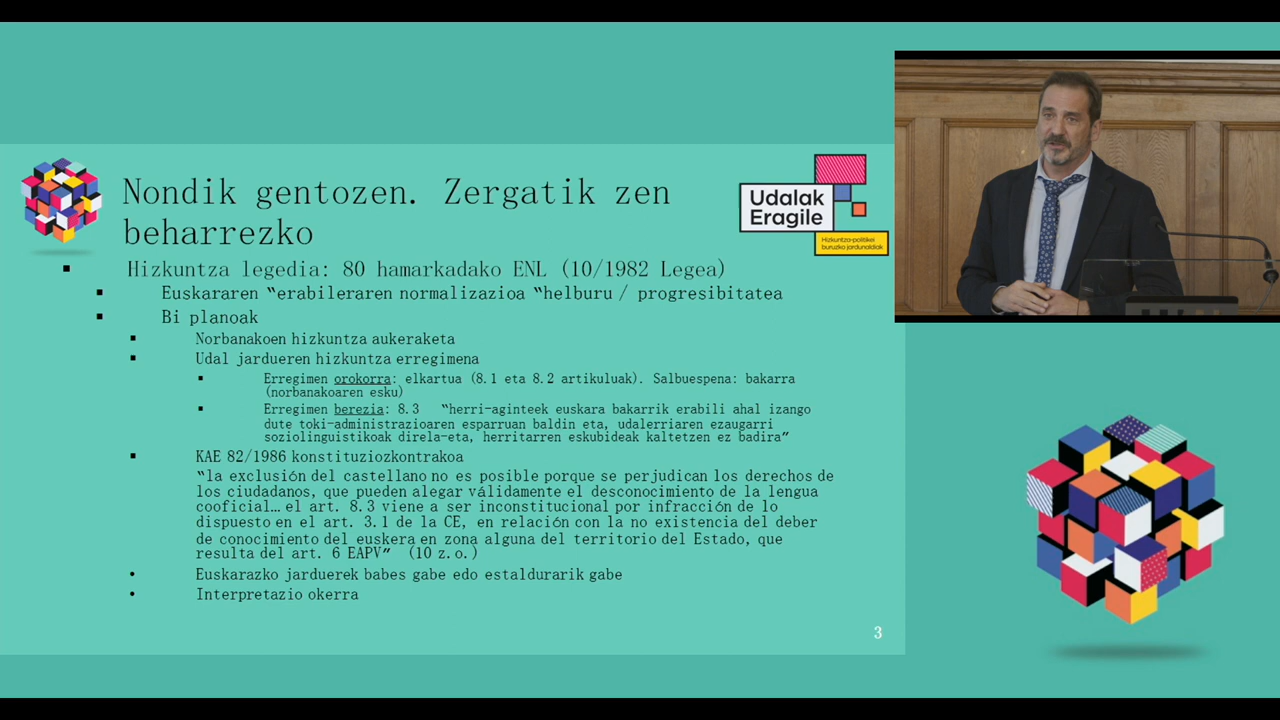 Nondik gentozen. Zergatik zen
beharrezko
Udalak
Eragile
Hizkuntza-politikei
buruzko jardunaldiak
Hizkuntza legedia: 80 hamarkadako ENL (10/1982 Legea)
Euskararen “erabileraren normalizazioa “helburu / progresibitatea
Bi planoak
Norbanakoen hizkuntza aukeraketa
Udal jardueren hizkuntza erregimena
Erregimen orokorra: elkartua (8.1 eta 8.2 artikuluak). Salbuespena: bakarra
(norbanakoaren esku)
Erregimen berezia: 8.3 “herri-aginteek euskara bakarrik erabili ahal izango
dute toki-administrazioaren esparruan baldin eta, udalerriaren ezaugarri
soziolinguistikoak direla-eta, herritarren eskubideak kaltetzen ez badira”
KAE 82/1986 konstituziozkontrakoa
“la exclusión del castellano no es posible porque se perjudican los derechos de
los ciudadanos, que pueden alegar válidamente el desconocimiento de la lengua
cooficial… el art. 8.3 viene a ser inconstitucional por infracción de lo
dispuesto en el art. 3.1 de la CE, en relación con la no existencia del deber
de conocimiento del euskera en zona alguna del territorio del Estado, que
resulta del art. 6 EAPV” (10 z.o.)
Euskarazko jarduerek babes gabe edo estaldurarik gabe
Interpretazio okerra
3